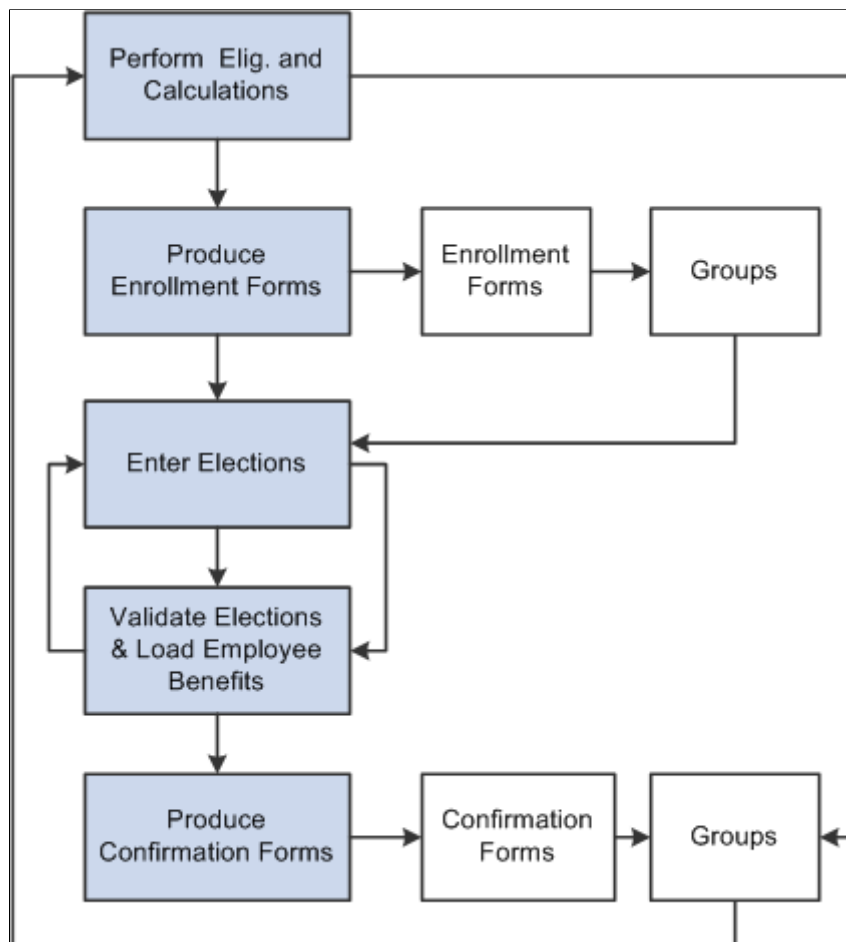 Perform Elig. and
Calculations
Produce
Enrollment Forms
Enrollment
Forms
Groups
Enter Elections
Validate Elections
& Load Employee
Benefits
Produce
Confirmation Forms
Confirmation
Forms
Groups